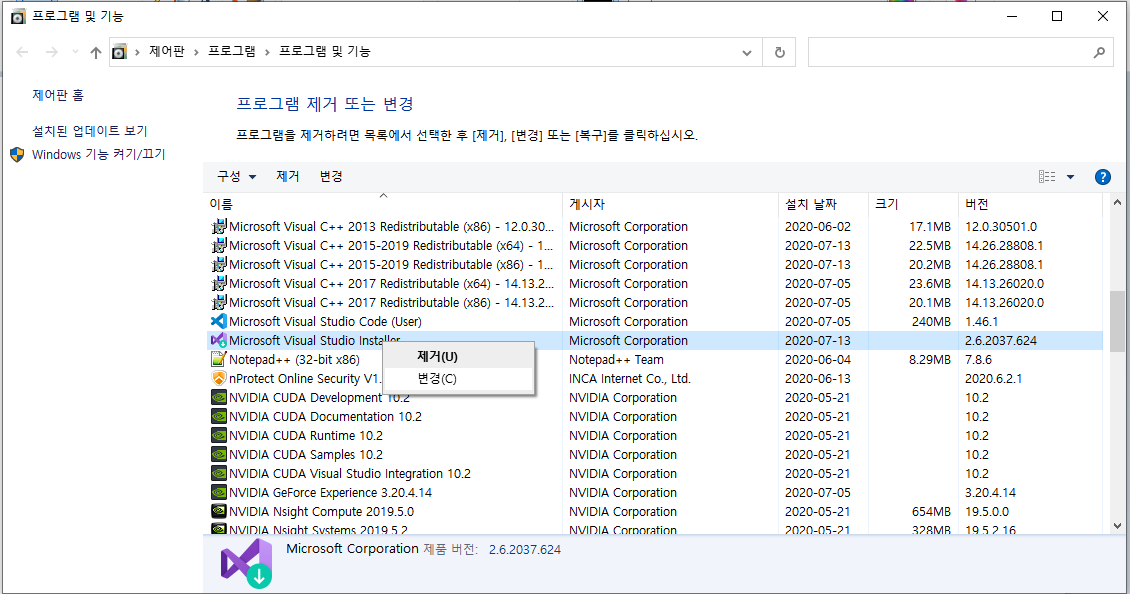 프로그램 및 기능
제어판 › 프로그램 › 프로그램 및 기능
제어판 홈
설치된 업데이트 보기
Windows 기능 켜기/끄기
프로그램 제거 또는 변경
프로그램을 제거하려면 목록에서 선택한 후 [제거], [변경] 또는 [복구]를 클릭하십시오.
구성 제거 변경
이름 게시자 설치 날짜 크기 버전
Microsoft Visual C++ 2013 Redistributable (x86) - 12.0.30... Microsoft Corporation 2020-06-02 17.1MB 12.0.30501.0
Microsoft Visual C++ 2015-2019 Redistributable (x64) - 1... Microsoft Corporation 2020-07-13 22.5MB 14.26.28808.1
Microsoft Visual C++ 2015-2019 Redistributable (x86) - 1... Microsoft Corporation 2020-07-13 20.2MB 14.26.28808.1
Microsoft Visual C++ 2017 Redistributable (x64) - 14.13.2... Microsoft Corporation 2020-07-05 23.6MB 14.13.26020.0
Microsoft Visual C++ 2017 Redistributable (x86) - 14.13.2... Microsoft Corporation 2020-07-05 20.1MB 14.13.26020.0
Microsoft Visual Studio Code (User) Microsoft Corporation 2020-07-05 240MB 1.46.1
Microsoft Visual Studio Installer Microsoft Corporation 2020-07-13 2.6.2037.624
제거(U)
변경(C)
Notepad++ (32-bit x86) Notepad++ Team 2020-06-04 8.29MB 7.8.6
nProtect Online Security V1. INCA Internet Co., Ltd. 2020-06-13 2020.6.2.1
NVIDIA CUDA Development 10.2 NVIDIA Corporation 2020-05-21 10.2
NVIDIA CUDA Documentation 10.2 NVIDIA Corporation 2020-05-21 10.2
NVIDIA CUDA Runtime 10.2 NVIDIA Corporation 2020-05-21 10.2
NVIDIA CUDA Samples 10.2 NVIDIA Corporation 2020-05-21 10.2
NVIDIA CUDA Visual Studio Integration 10.2 NVIDIA Corporation 2020-05-21 10.2
NVIDIA GeForce Experience 3.20.4.14 NVIDIA Corporation 2020-07-05 3.20.4.14
NVIDIA Nsight Compute 2019.5.0 NVIDIA Corporation 2020-05-21 654MB 19.5.0.0
NVIDIA Nsight Systems 2019.5.2 NVIDIA Corporation 2020-05-21 328MB 19.5.2.16
Microsoft Corporation 제품 버전: 2.6.2037.624